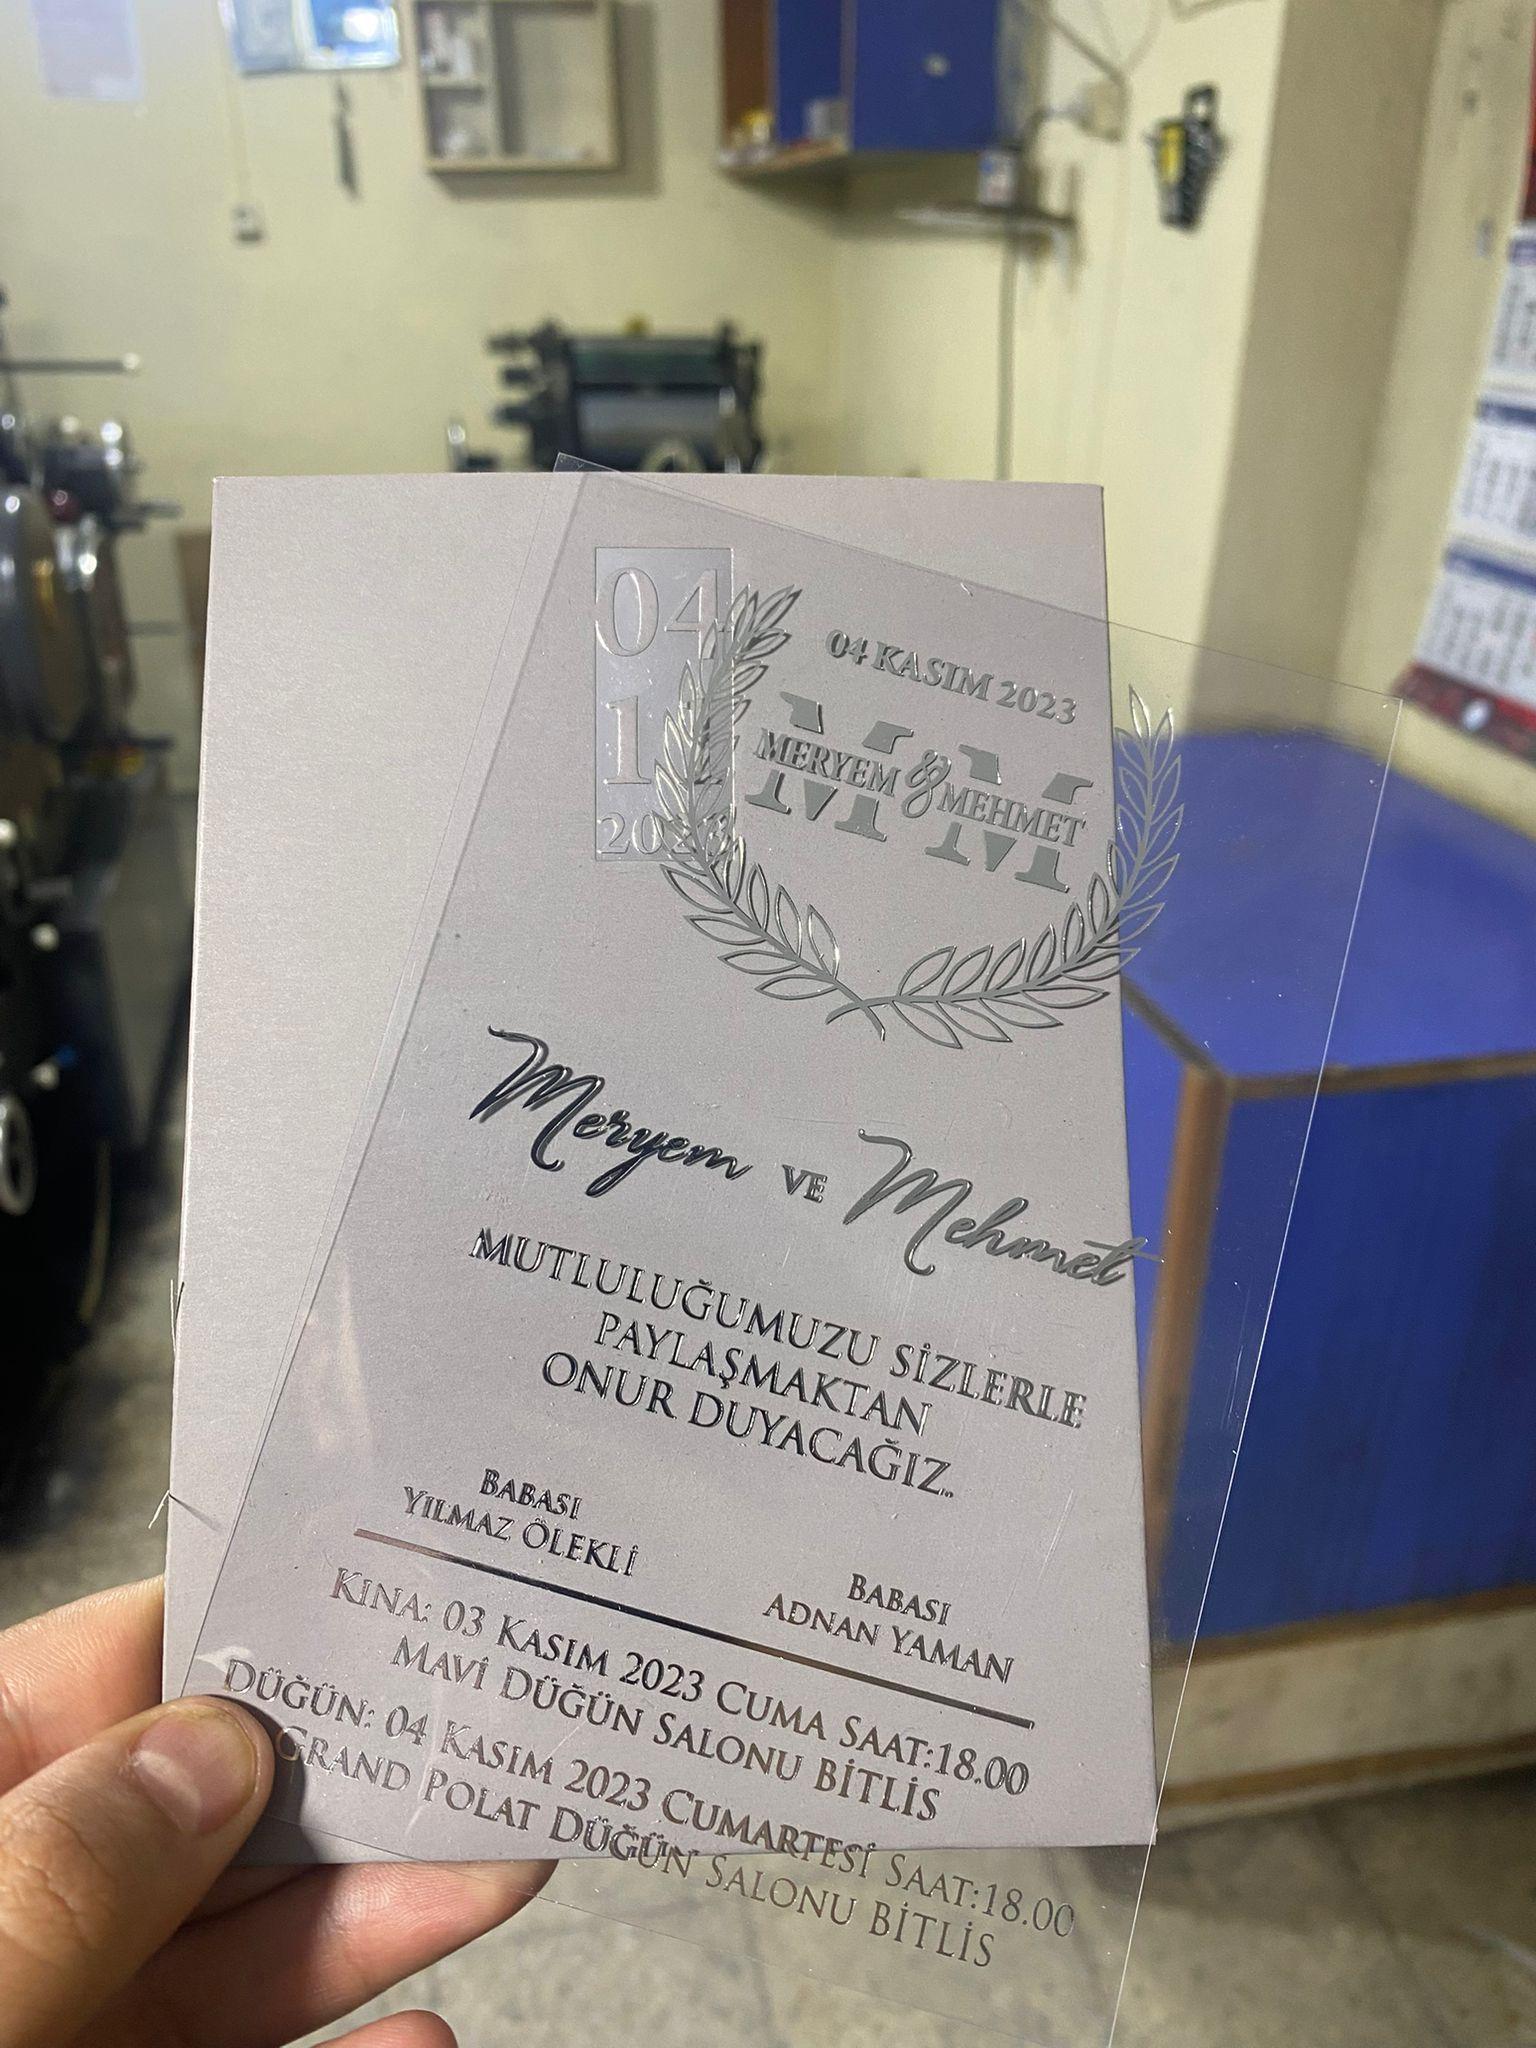 04
11
2023
04 KASIM 2023
MM
MERYEM & MEHMET
Meryem VE Mehmet
MUTLULUĞUMUZU SİZLERLE
PAYLAŞMAKTAN
ONUR DUYACAĞIZ..
BABASI
YILMAZ ÖLEKLİ
BABASI
ADNAN YAMAN
KINA: 03 KASIM 2023 CUMA SAAT:18.00
MAVİ DÜĞÜN SALONU BİTLİS
DÜĞÜN: 04 KASIM 2023 CUMARTESİ SAAT:18.00
GRAND POLAT DÜĞÜN SALONU BİTLİS